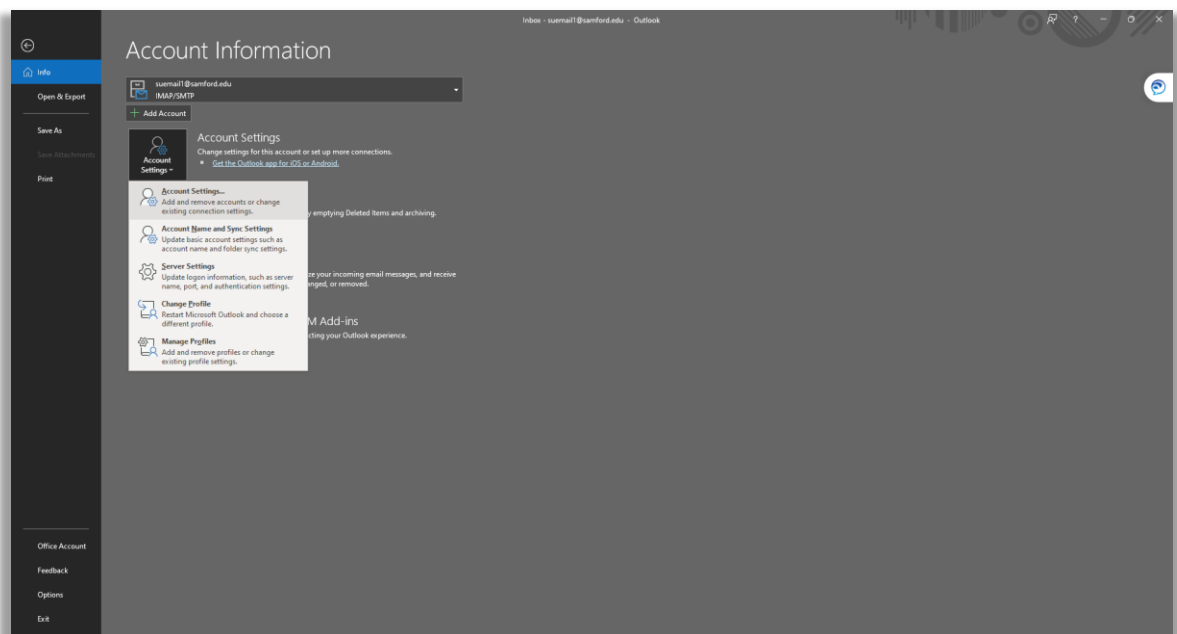 Inbox - suemail1@samford.edu - Outlook
?
Account Information
Info
Open & Export
Save As
Save Attachments
Print
Office Account
Feedback
Options
Exit
suemail1@samford.edu
IMAP/SMTP
Add Account
Account
Settings
Account Settings
Change settings for this account or set up more connections.
Get the Outlook app for iOS or Android.
Account Settings...
Add and remove accounts or change
existing connection settings.
y emptying Deleted Items and archiving.
Account Name and Sync Settings
Update basic account settings such as
account name and folder sync settings.
Server Settings
Update logon information, such as server
name, port, and authentication settings.
ze your incoming email messages, and receive
anged, or removed.
Change Profile
Restart Microsoft Outlook and choose a
different profile.
M Add-ins
cting your Outlook experience.
Manage Profiles
Add and remove profiles or change
existing profile settings.